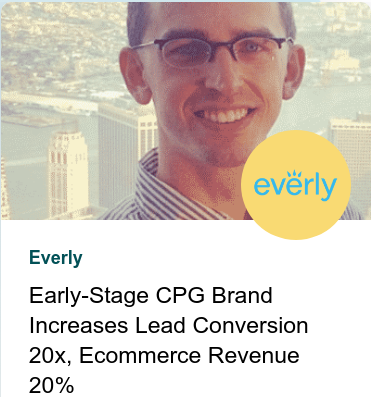 everly
Everly
Early-Stage CPG Brand
Increases Lead Conversion
20x, Ecommerce Revenue
20%